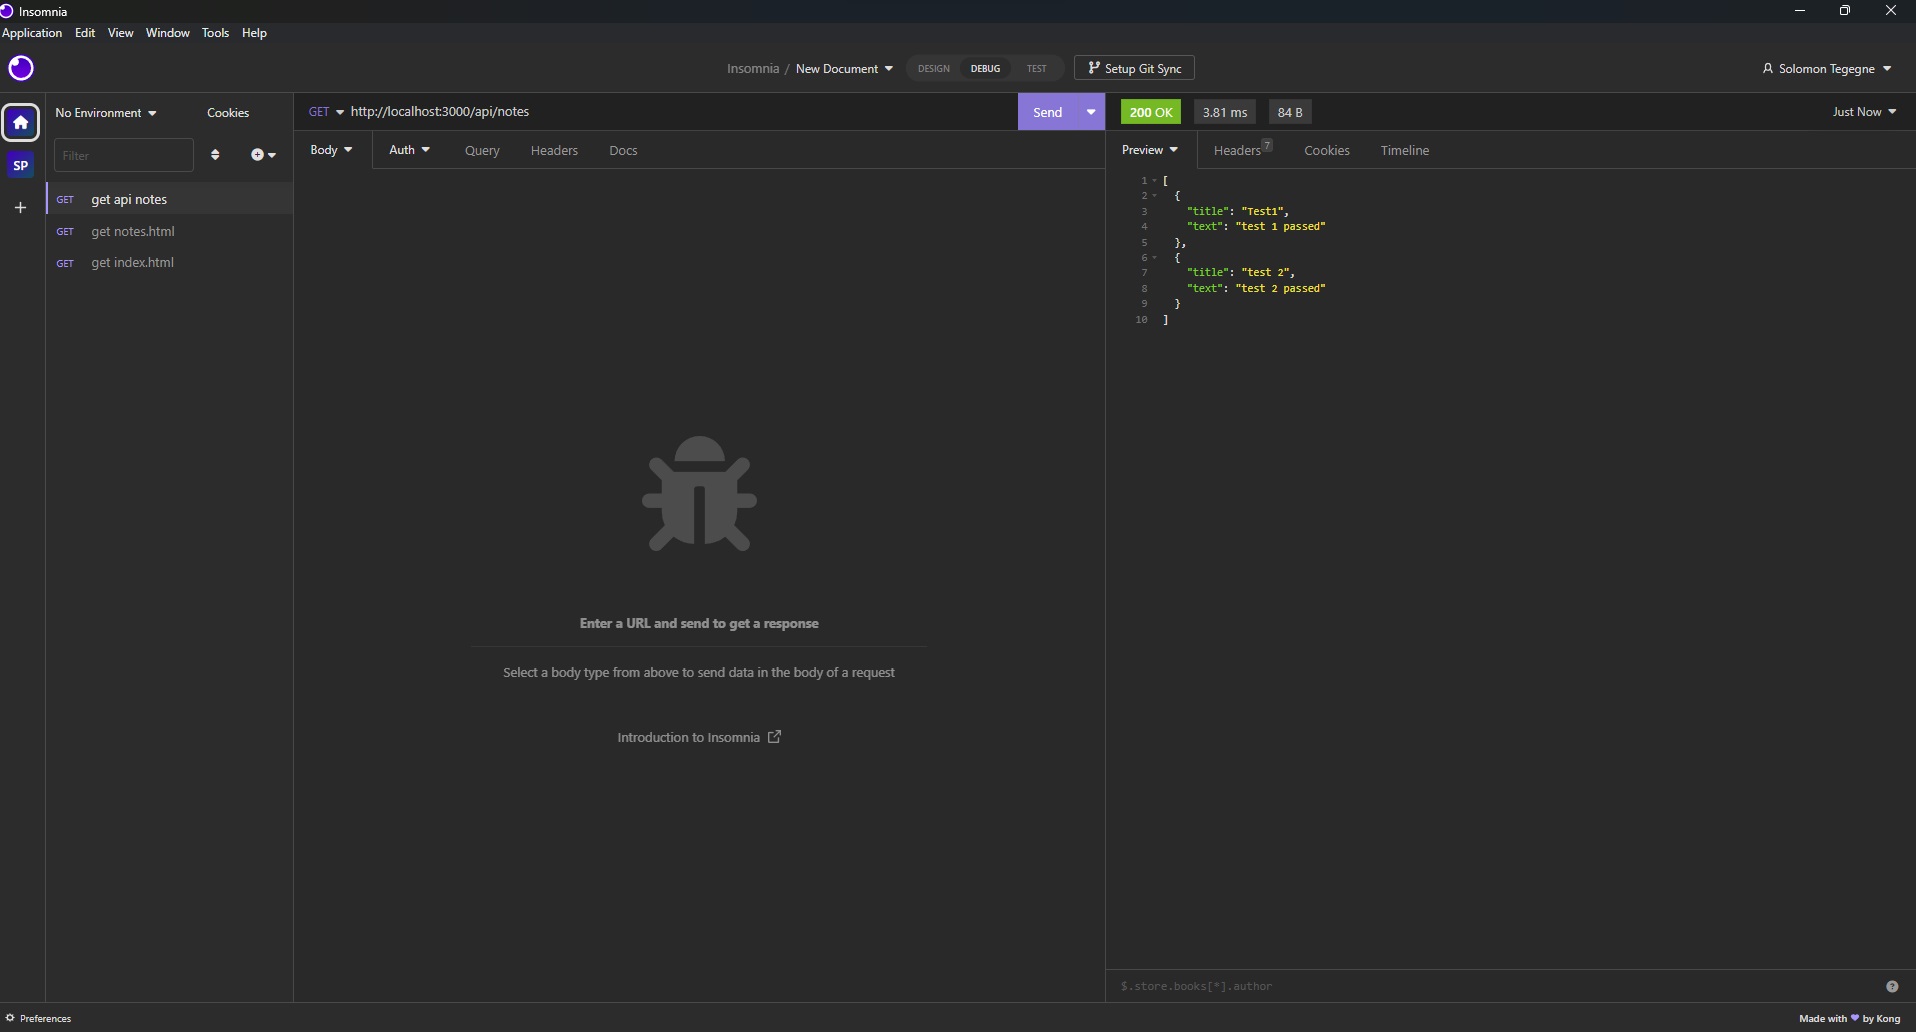 Insomnia
Application Edit View Window Tools Help
Insomnia / New Document DESIGN DEBUG TEST Setup Git Sync Solomon Tegegne
No Environment Cookies
GET http://localhost:3000/api/notes Send 200 OK 3.81 ms 84 B Just Now
Filter
Body Auth Query Headers Docs
Preview Headers 7 Cookies Timeline
SP
GET get api notes
GET get notes.html
GET get index.html
Enter a URL and send to get a response
Select a body type from above to send data in the body of a request
Introduction to Insomnia
1 [
2 {
3 "title": "Test1",
4 "text": "test 1 passed"
5 },
6 {
7 "title": "test 2",
8 "text": "test 2 passed"
9 }
10 ]
$.store.books[*].author
Preferences Made with ❤ by Kong